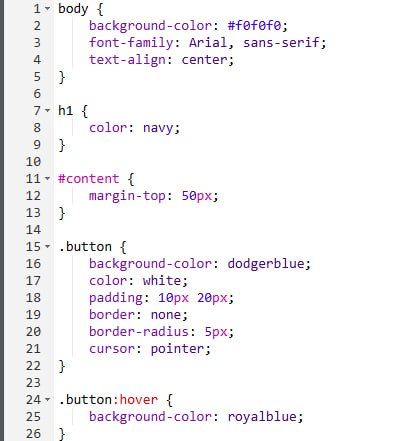 1 body {
2     background-color: #f0f0f0;
3     font-family: Arial, sans-serif;
4     text-align: center;
5 }
6
7 h1 {
8     color: navy;
9 }
10
11 #content {
12     margin-top: 50px;
13 }
14
15 .button {
16     background-color: dodgerblue;
17     color: white;
18     padding: 10px 20px;
19     border: none;
20     border-radius: 5px;
21     cursor: pointer;
22 }
23
24 .button:hover {
25     background-color: royalblue;
26 }